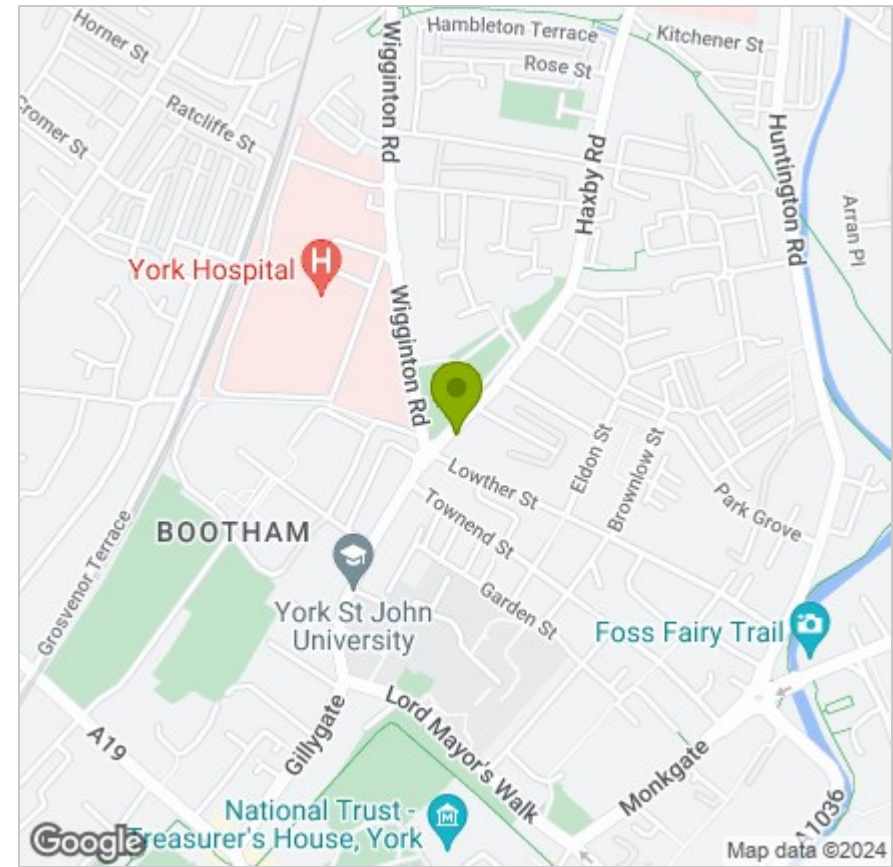 Horner St
Hambleton Terrace
Kitchener St
Rose St
Wigginton Rd
Ratcliffe St
Cromer St
Haxby Rd
Huntington Rd
Arran Pl
York Hospital
H
Wigginton Rd
Eldon St
Brownlow St
Lowther St
Park Grove
Townend St
BOOTHAM
Grosvenor Terrace
York St John
University
Garden St
Foss Fairy Trail
Gillygate
Lord Mayor's Walk
A19
Monkgate
A1036
National Trust -
Treasurer's House, York
Google
Map data ©2024